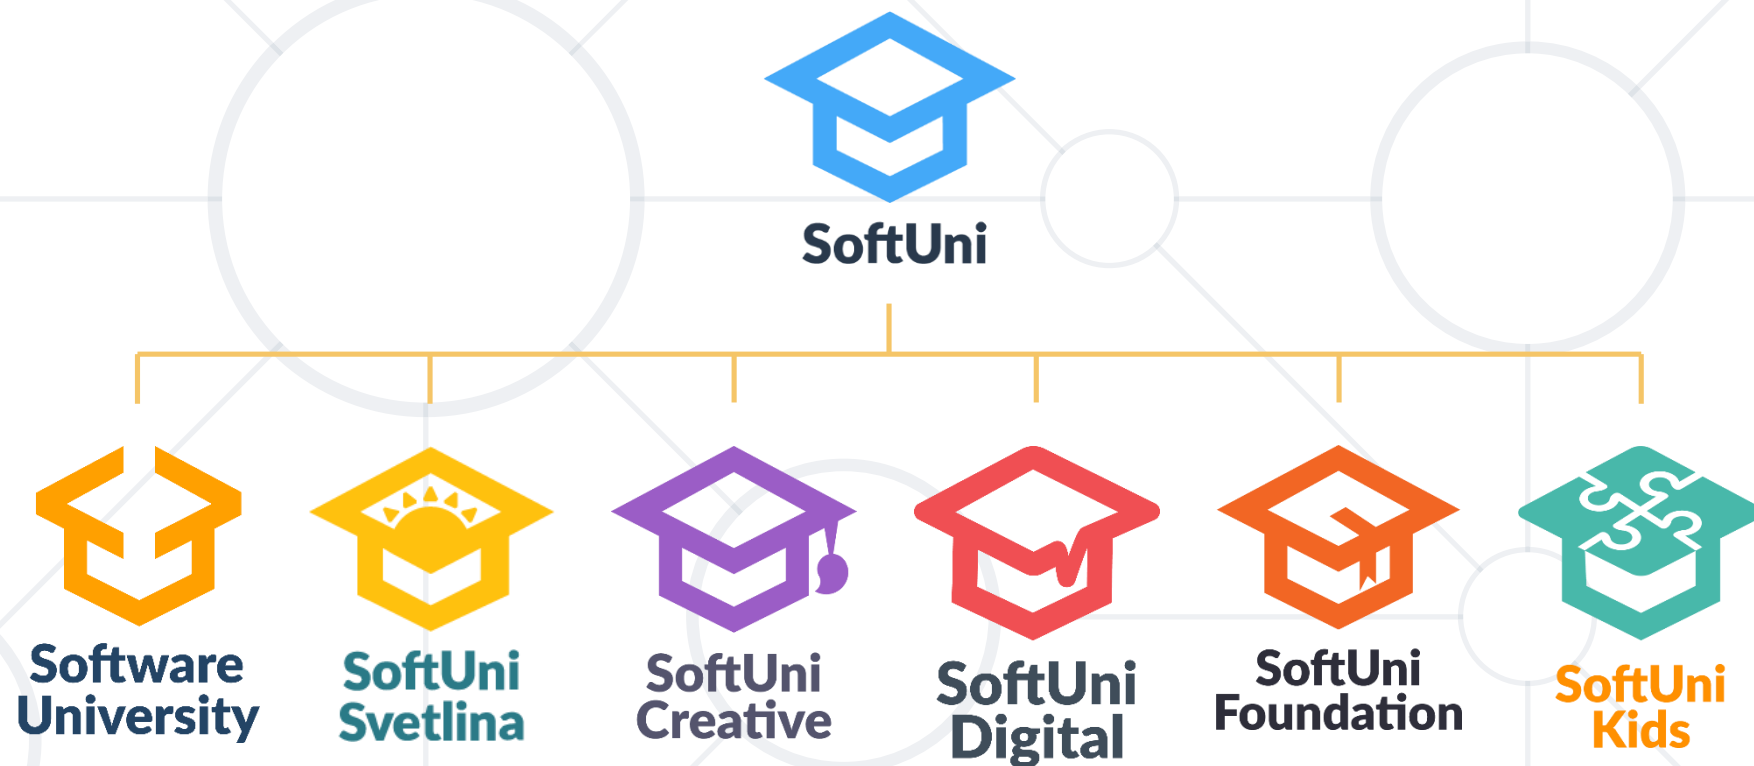 SoftUni
Software
University
SoftUni
Svetlina
SoftUni
Creative
SoftUni
Digital
SoftUni
Foundation
SoftUni
Kids